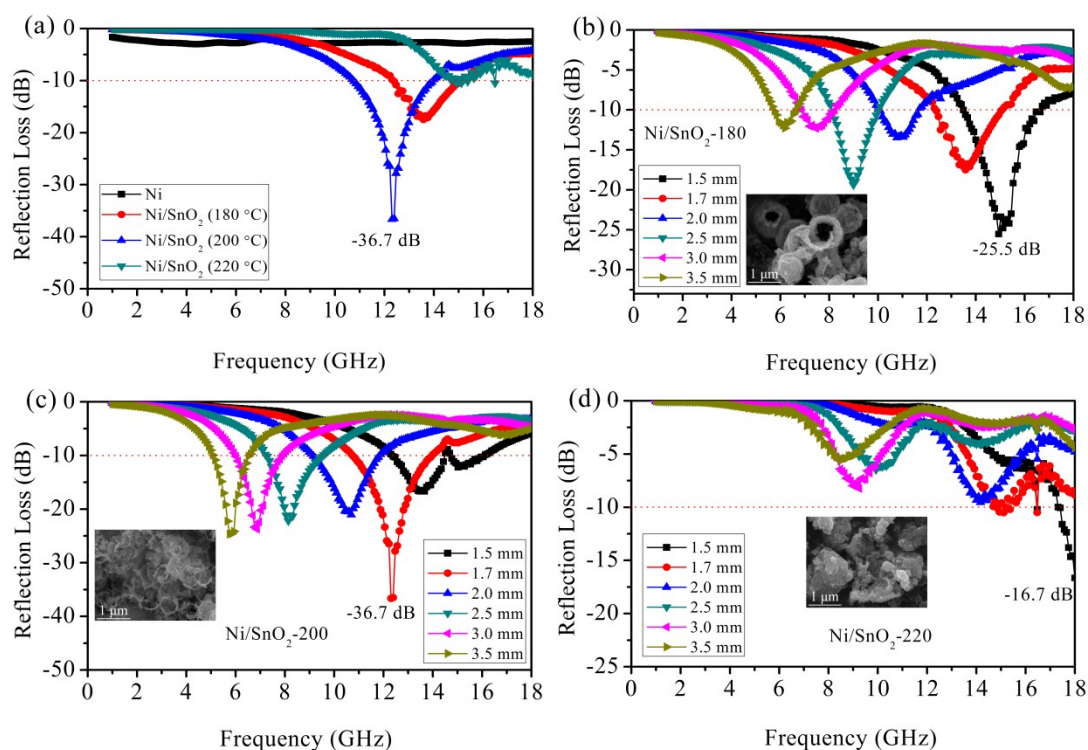 (a)
Reflection Loss (dB)
0
-10
-20
-30
-40
-50
Ni
Ni/SnO₂ (180 °C)
Ni/SnO₂ (200 °C)
Ni/SnO₂ (220 °C)
-36.7 dB
0 2 4 6 8 10 12 14 16 18
Frequency (GHz)
(b)
Reflection Loss (dB)
0
-5
-10
-15
-20
-25
-30
Ni/SnO₂-180
1.5 mm
1.7 mm
2.0 mm
2.5 mm
3.0 mm
3.5 mm
1 μm
-25.5 dB
0 2 4 6 8 10 12 14 16 18
Frequency (GHz)
(c)
Reflection Loss (dB)
0
-10
-20
-30
-40
-50
1 μm
Ni/SnO₂-200
-36.7 dB
1.5 mm
1.7 mm
2.0 mm
2.5 mm
3.0 mm
3.5 mm
0 2 4 6 8 10 12 14 16 18
Frequency (GHz)
(d)
Reflection Loss (dB)
0
-5
-10
-15
-20
-25
1.5 mm
1.7 mm
2.0 mm
2.5 mm
3.0 mm
3.5 mm
1 μm
-16.7 dB
Ni/SnO₂-220
0 2 4 6 8 10 12 14 16 18
Frequency (GHz)